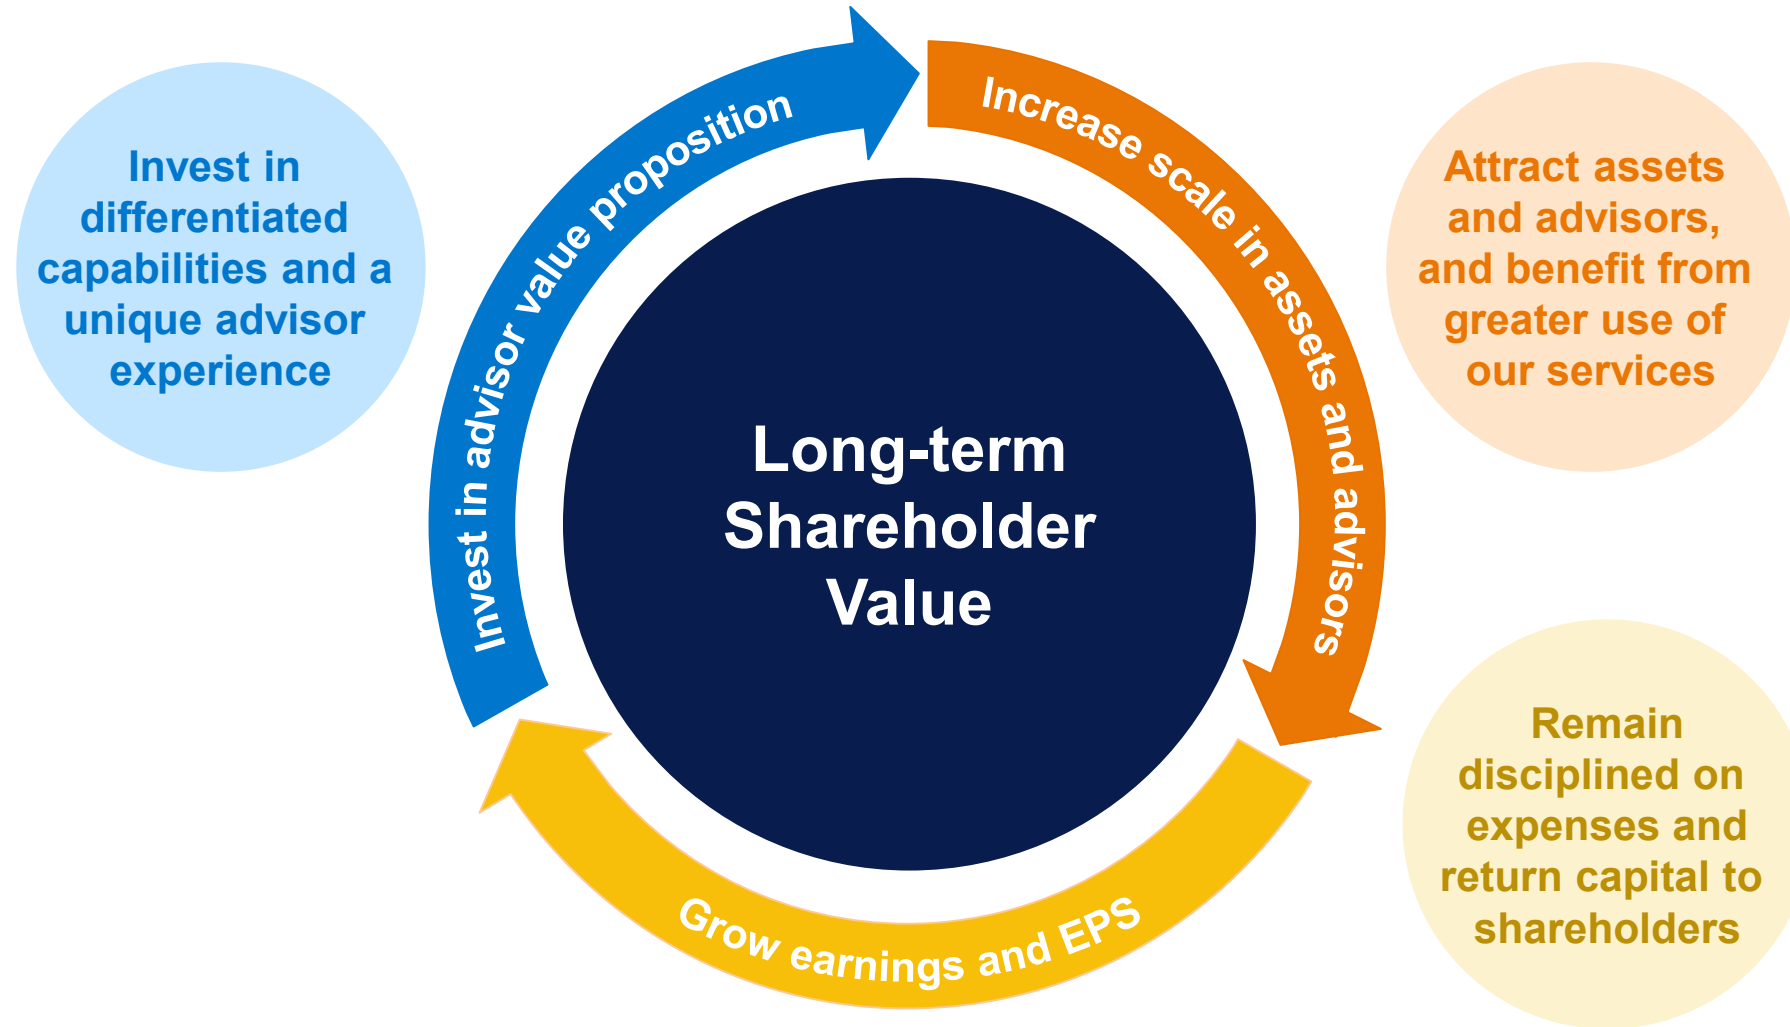 Invest in
differentiated
capabilities and a
unique advisor
experience
Invest in advisor value proposition
Increase scale in assets and advisors
Attract assets
and advisors,
and benefit from
greater use of
our services
Long-term
Shareholder
Value
Remain
disciplined on
expenses and
return capital to
shareholders
Grow earnings and EPS